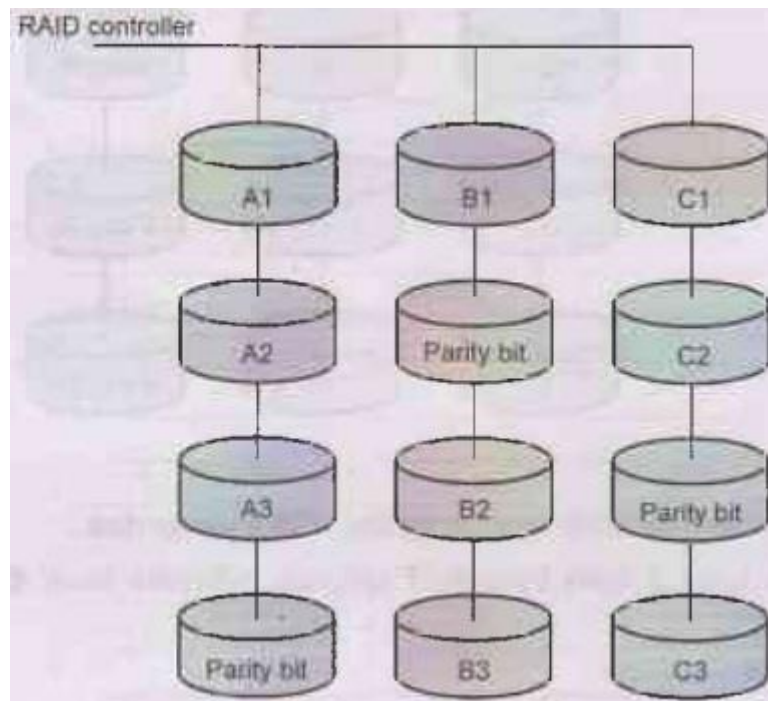 RAID controller
A1 B1 C1
A2 Parity bit C2
A3 B2 Parity bit
Parity bit B3 C3